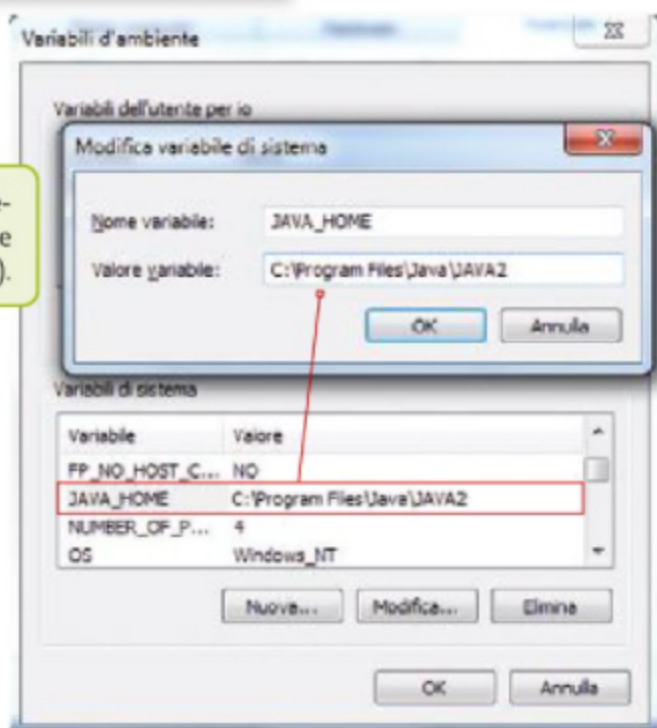 Variabili d'ambiente
Variabili dell'utente per io
Modifica variabile di sistema
Nome variabile: JAVA_HOME
Valore variabile: C:\Program Files\Java\JAVA2
OK Annulla
e
).
Variabili di sistema
Variabile Valore
FP_NO_HOST_C... NO
JAVA_HOME C:\Program Files\Java\JAVA2
NUMBER_OF_P... 4
OS Windows_NT
Nuova... Modifica... Elimina
OK Annulla